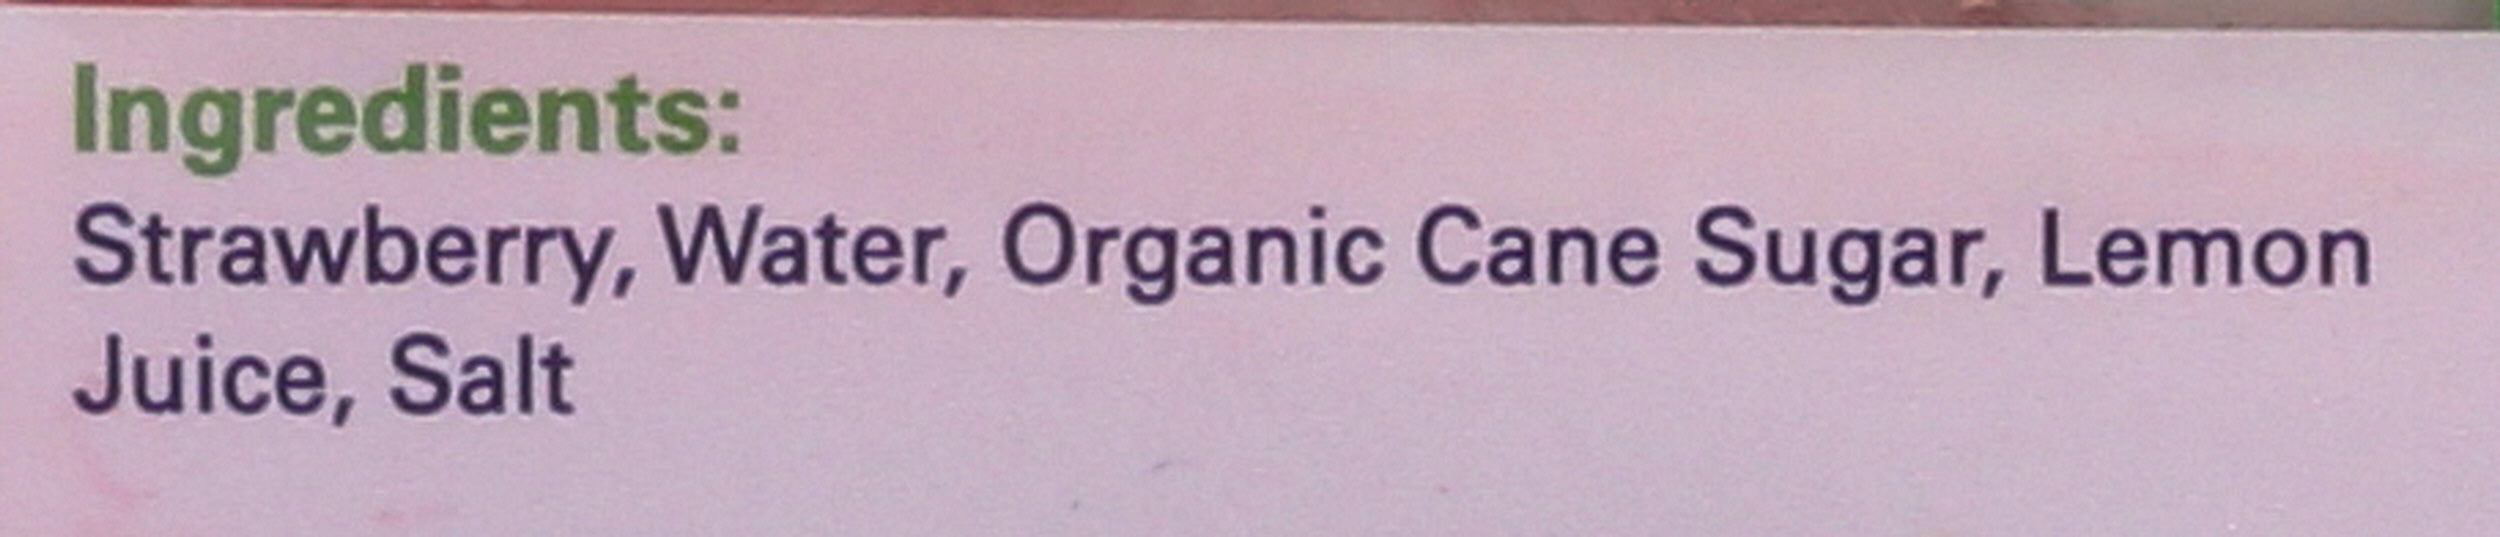 Ingredients:
Strawberry, Water, Organic Cane Sugar, Lemon
Juice, Salt